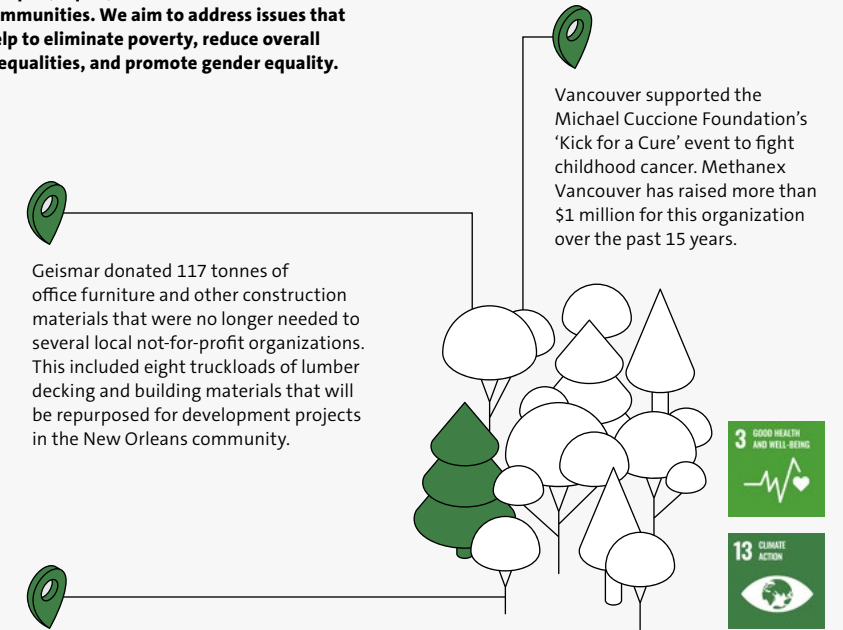 mmunities. We aim to address issues that
elp to eliminate poverty, reduce overall
equalities, and promote gender equality.
Vancouver supported the
Michael Cuccione Foundation’s
‘Kick for a Cure’ event to fight
childhood cancer. Methanex
Vancouver has raised more than
$1 million for this organization
over the past 15 years.
Geismar donated 117 tonnes of
office furniture and other construction
materials that were no longer needed to
several local not-for-profit organizations.
This included eight truckloads of lumber
decking and building materials that will
be repurposed for development projects
in the New Orleans community.
3 GOOD HEALTH
AND WELL-BEING
13 CLIMATE
ACTION